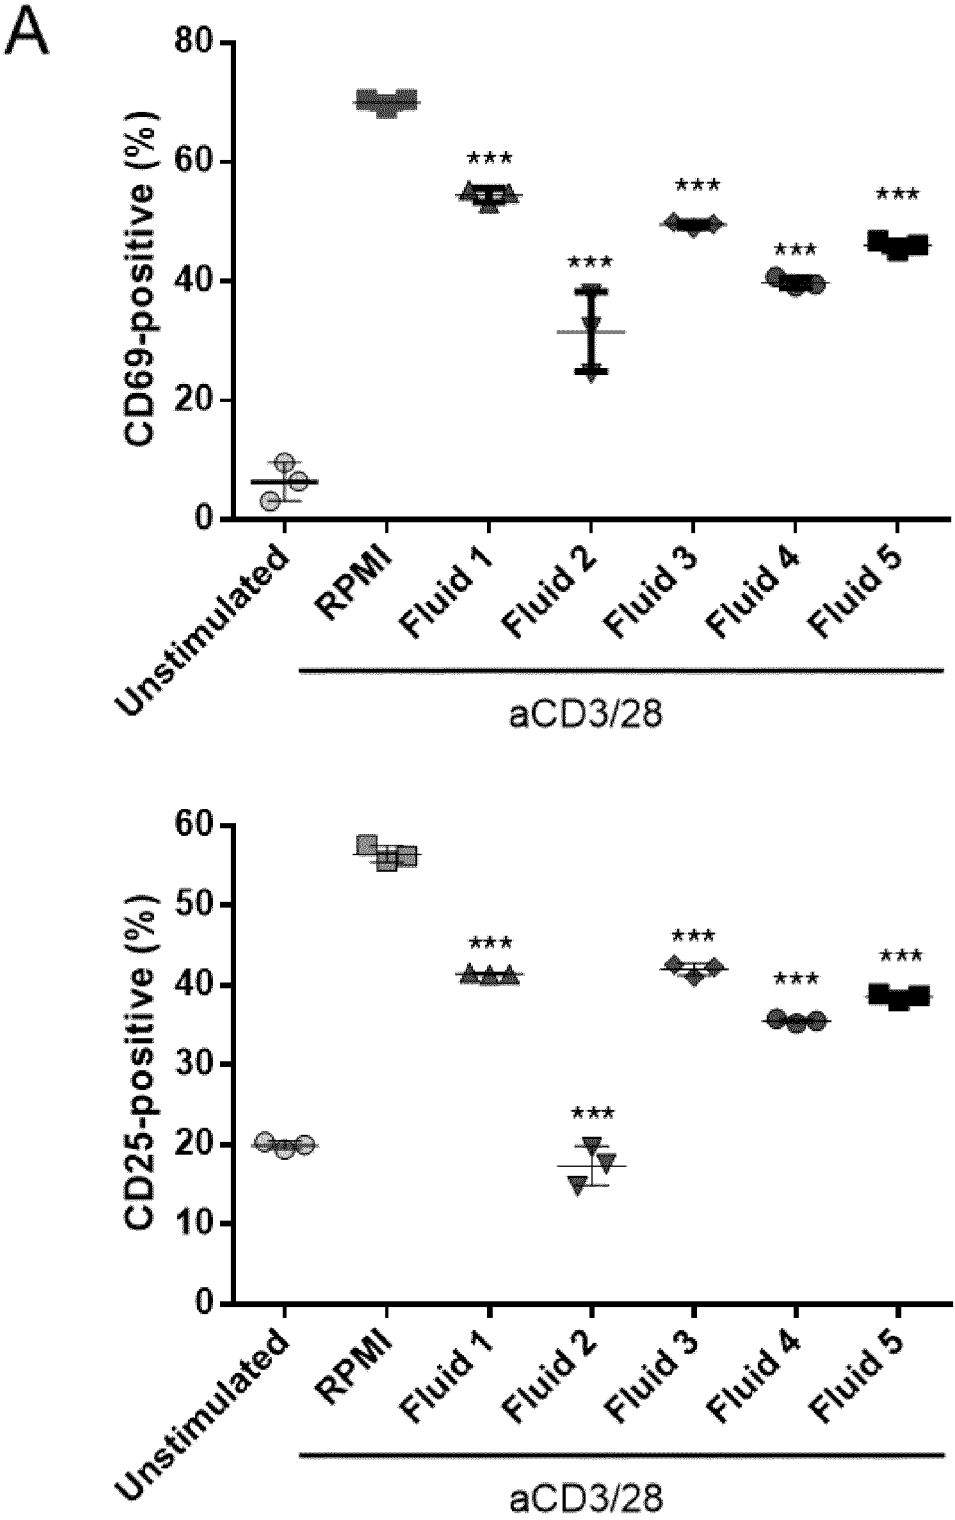 A
CD69-positive (%)
80
60
40
20
0
***
***
***
***
***
Unstimulated
RPMI
Fluid 1
Fluid 2
Fluid 3
Fluid 4
Fluid 5
aCD3/28
CD25-positive (%)
60
50
40
30
20
10
0
***
***
***
***
***
Unstimulated
RPMI
Fluid 1
Fluid 2
Fluid 3
Fluid 4
Fluid 5
aCD3/28